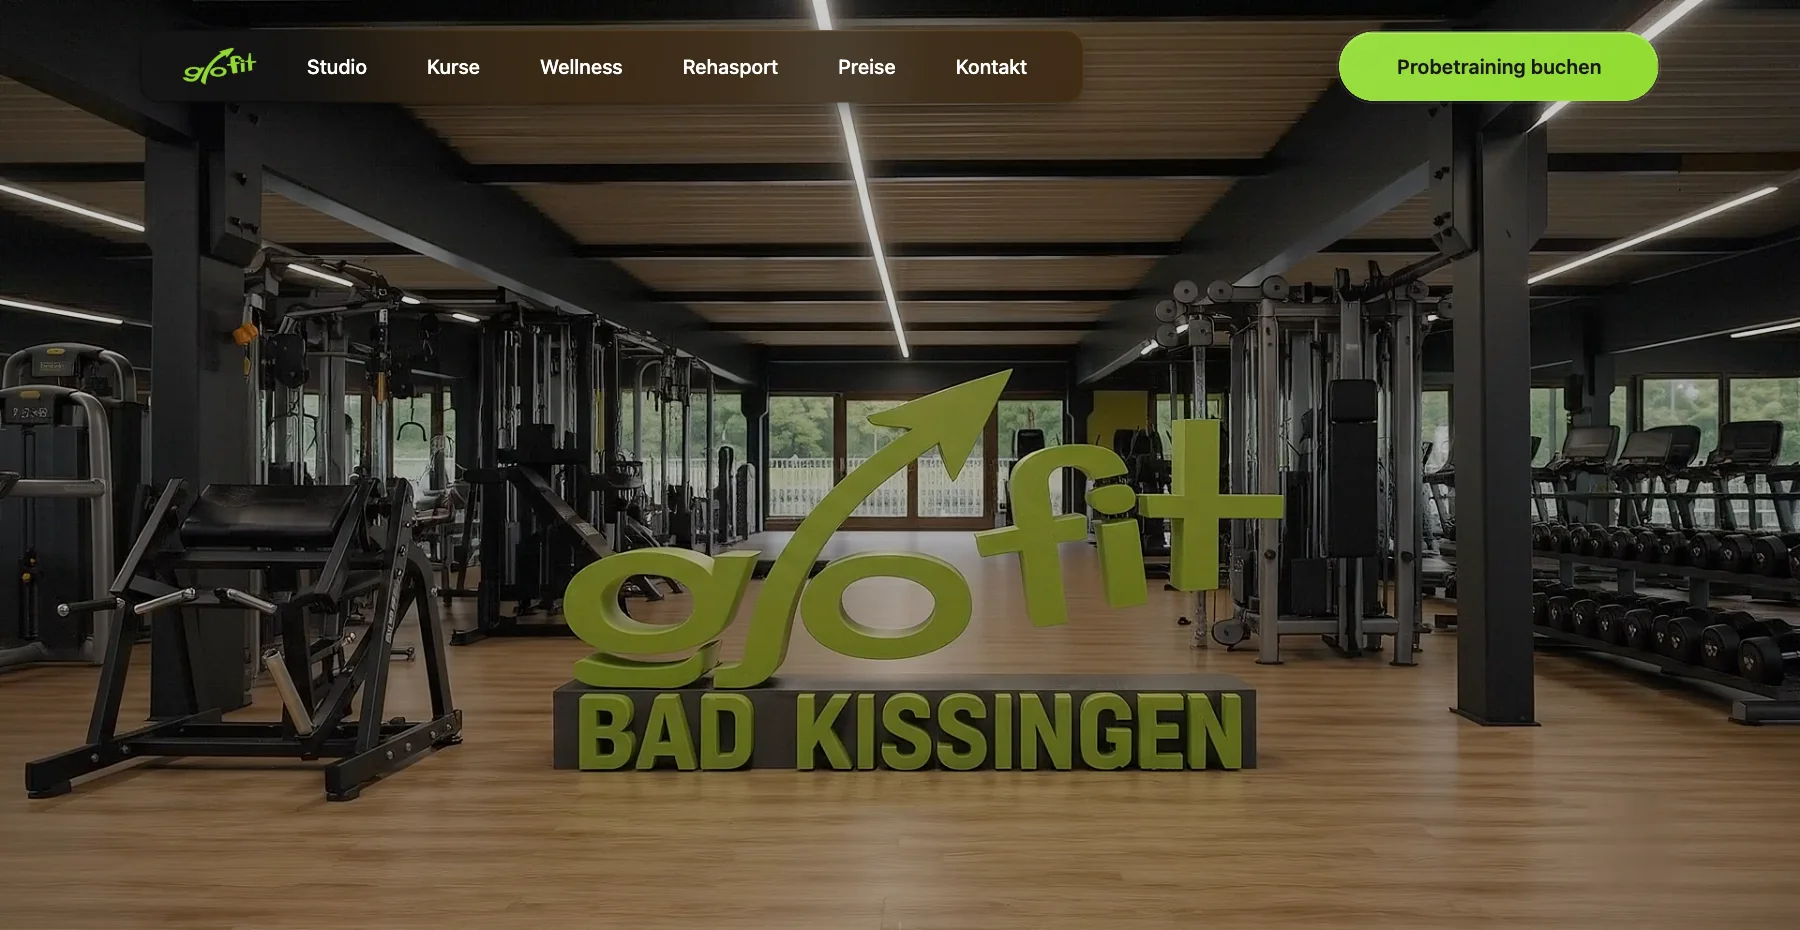 gofit
Studio
Kurse
Wellness
Rehasport
Preise
Kontakt
Probetraining buchen
gofit
BAD KISSINGEN